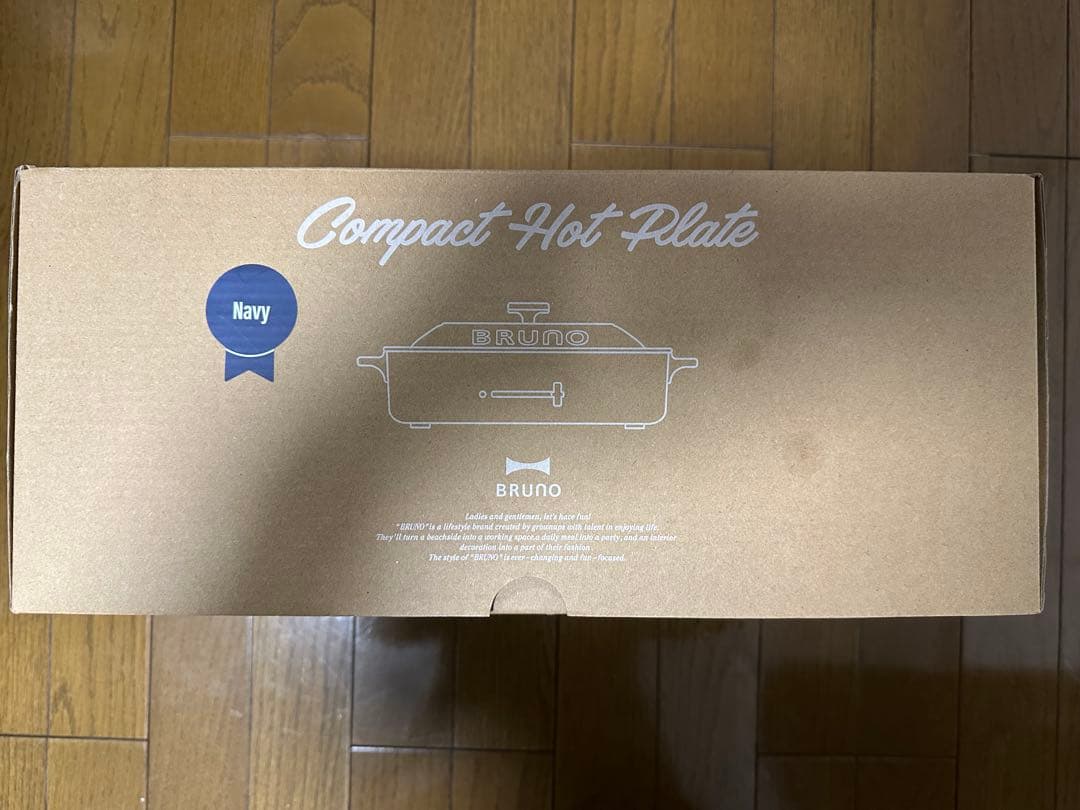 Compact Hot Plate
Navy
BRUNO
BRUNO
Ladies and gentlemen, let's have fun!
"BRUNO" is a lifestyle brand created by grownups with talent in enjoying life.
They'll turn a beachside into a working space,a daily meal into a party, and an interior
decoration into a part of their fashion.
The style of "BRUNO" is ever-changing and fun-focused.